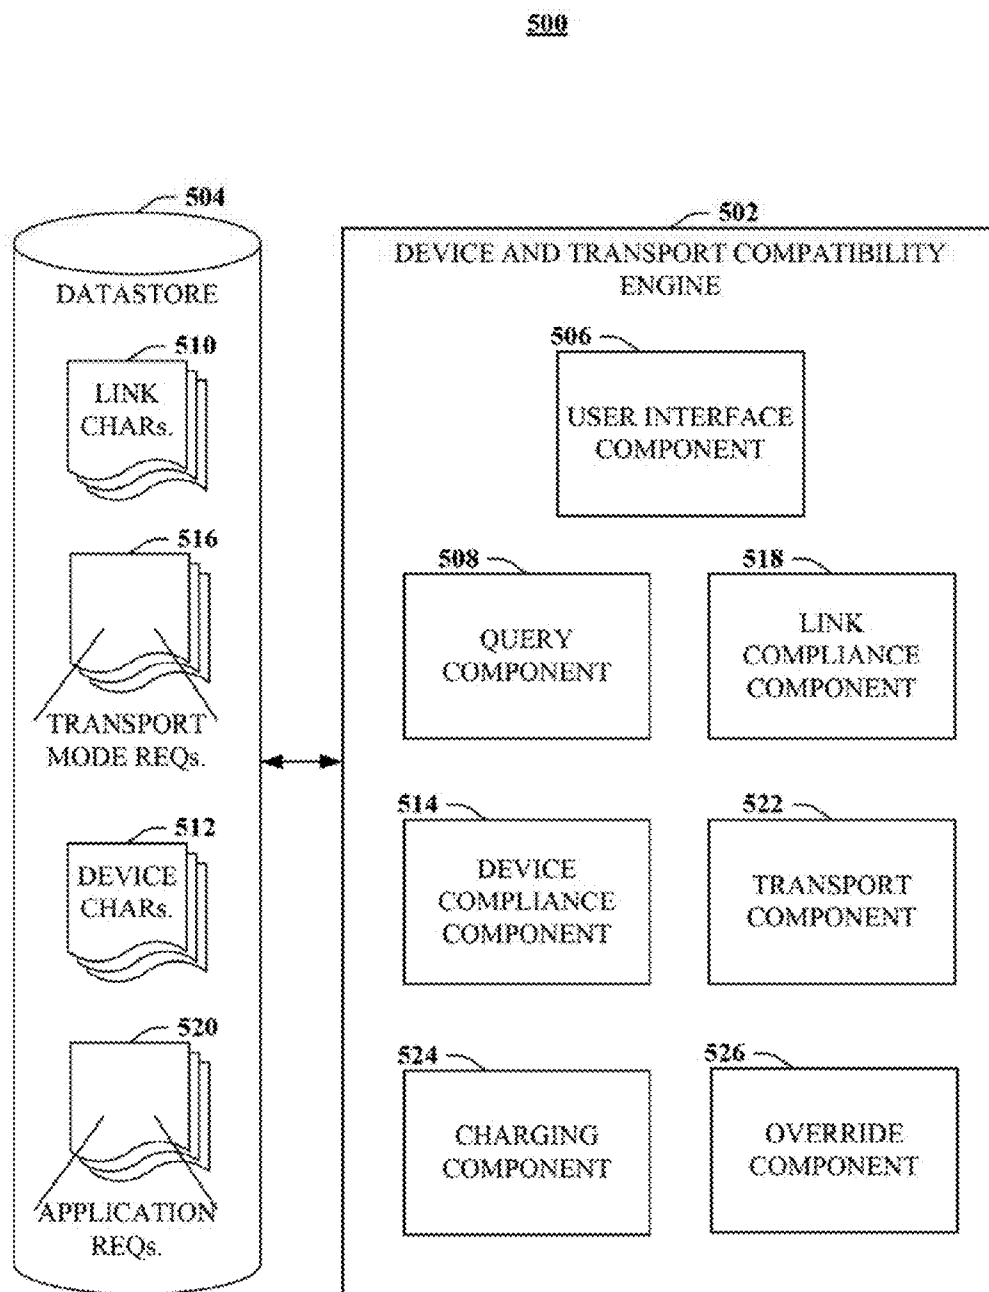 500
504
DATASTORE
510
LINK
CHARs.
516
TRANSPORT
MODE REQs.
512
DEVICE
CHARs.
520
APPLICATION
REQs.
502
DEVICE AND TRANSPORT COMPATIBILITY
ENGINE
506
USER INTERFACE
COMPONENT
508
QUERY
COMPONENT
518
LINK
COMPLIANCE
COMPONENT
514
DEVICE
COMPLIANCE
COMPONENT
522
TRANSPORT
COMPONENT
524
CHARGING
COMPONENT
526
OVERRIDE
COMPONENT